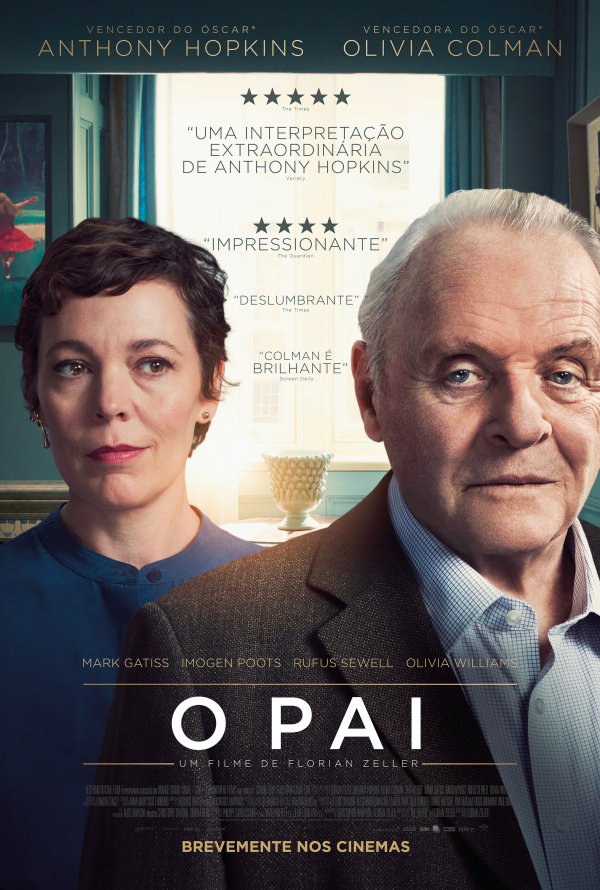 VENCEDOR DO ÓSCAR*
ANTHONY HOPKINS
VENCEDORA DO ÓSCAR*
OLIVIA COLMAN
The Times
“UMA INTERPRETAÇÃO
EXTRAORDINÁRIA
DE ANTHONY HOPKINS”
Variety
“IMPRESSIONANTE”
The Guardian
“DESLUMBRANTE”
The Times
“COLMAN É
BRILHANTE”
Screen Daily
MARK GATISS IMOGEN POOTS RUFUS SEWELL OLIVIA WILLIAMS
O PAI
UM FILME DE FLORIAN ZELLER
BREVEMENTE NOS CINEMAS